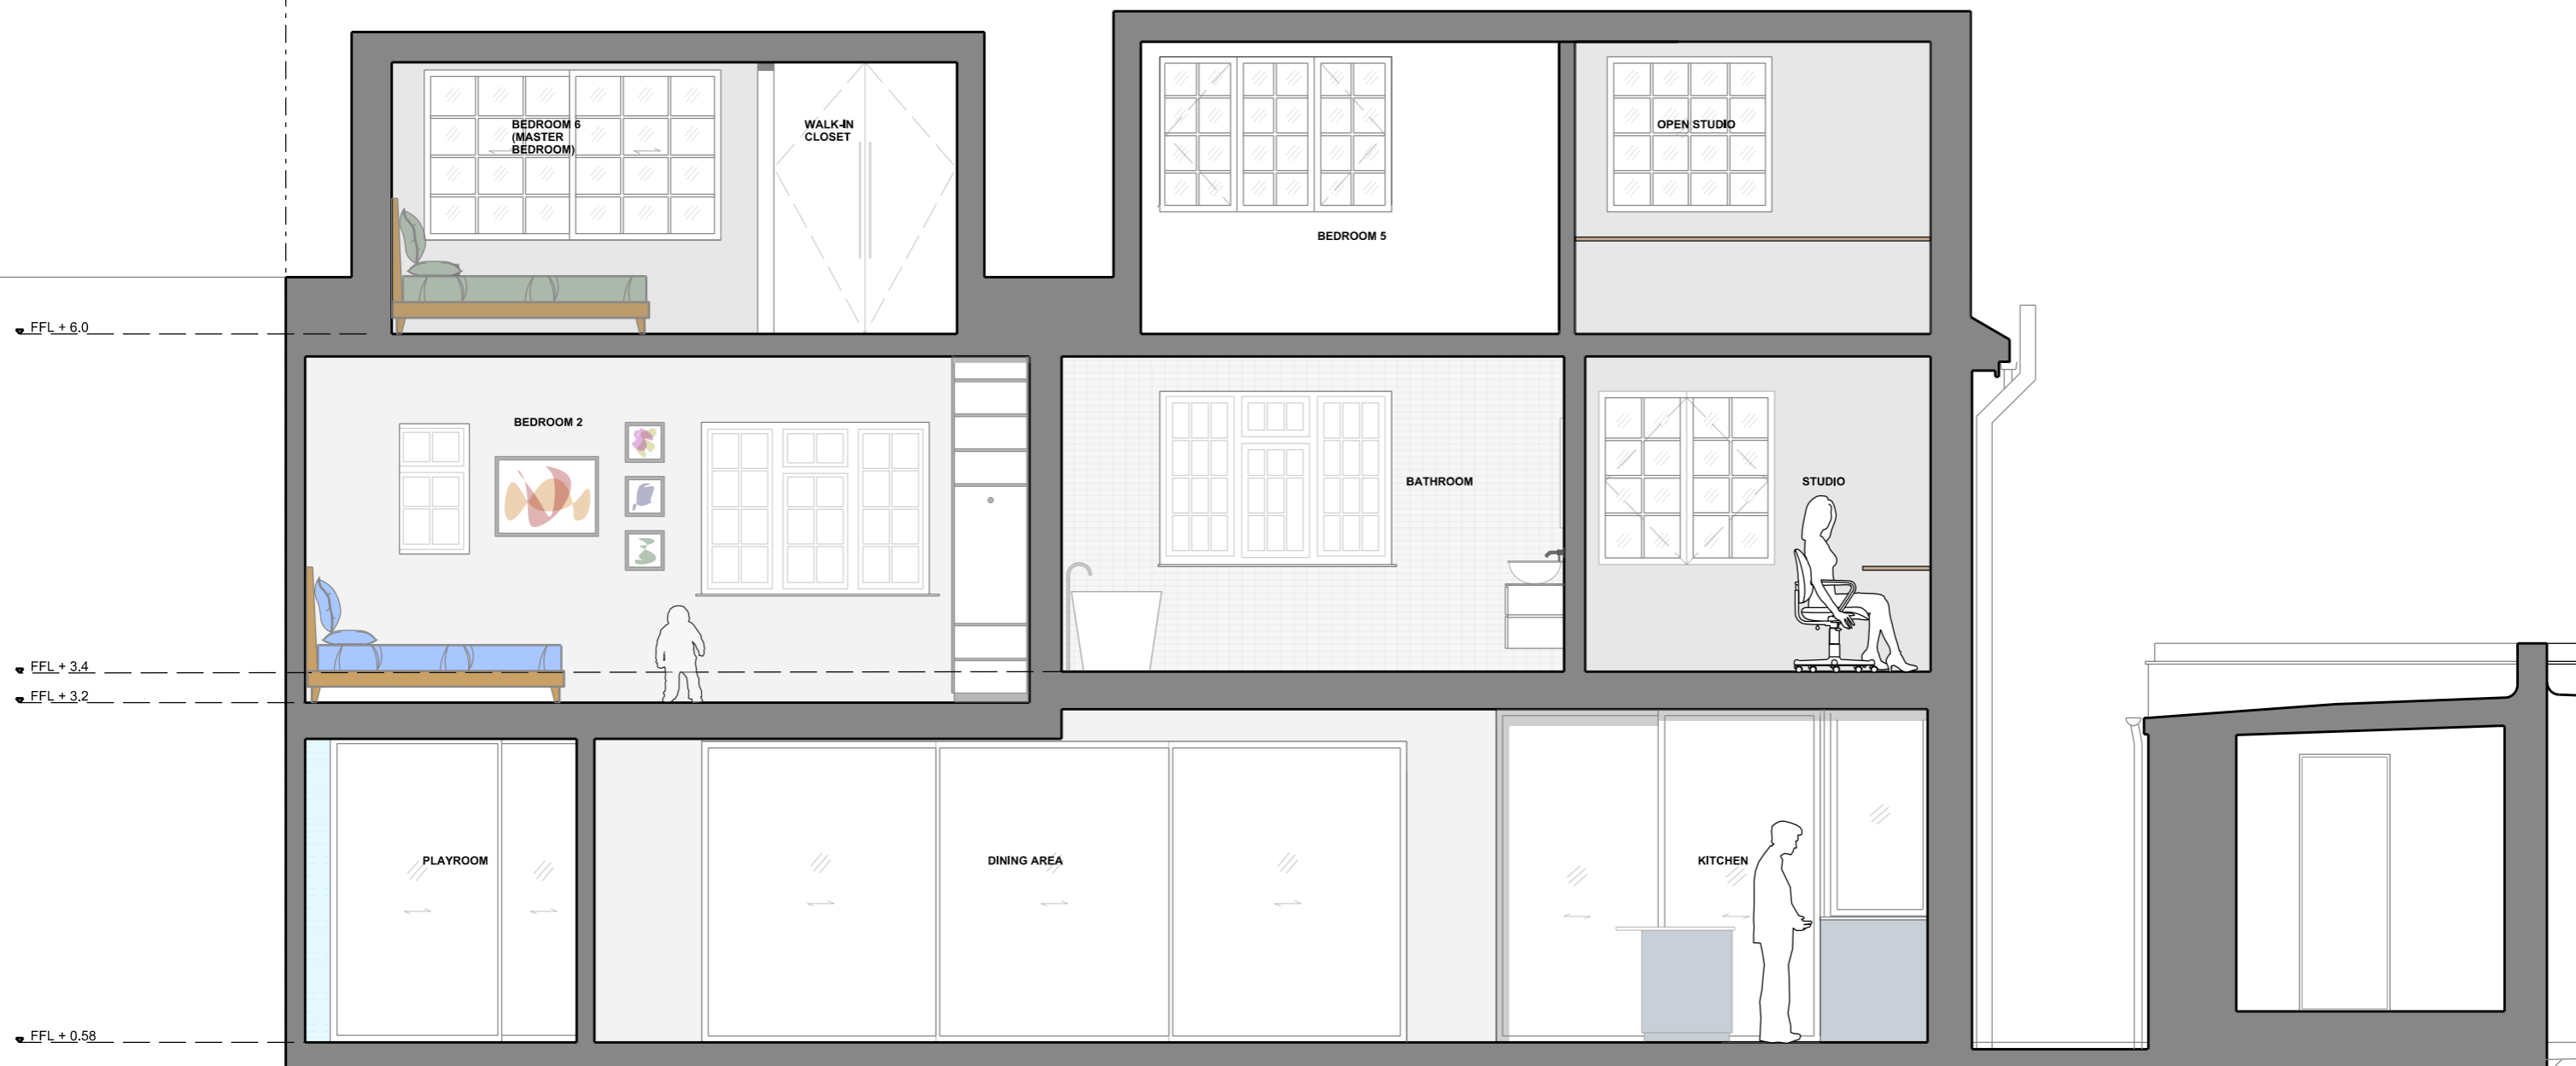 BEDROOM 6
(MASTER
BEDROOM)
WALK-IN
CLOSET
OPEN STUDIO
BEDROOM 5
FFL + 6.0
BEDROOM 2
BATHROOM
STUDIO
FFL + 3.4
FFL + 3.2
PLAYROOM
DINING AREA
KITCHEN
FFL + 0.58